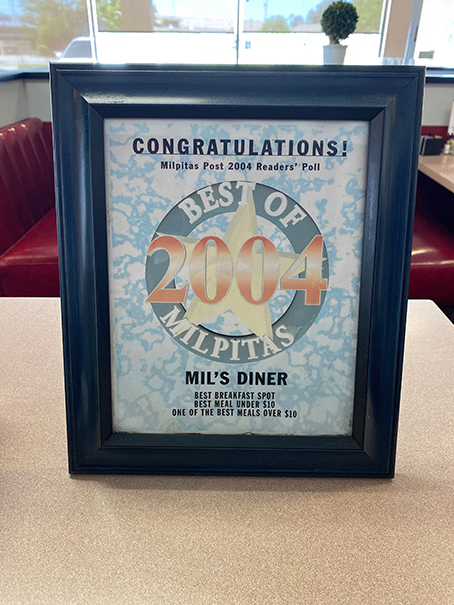 CONGRATULATIONS!
Milpitas Post 2004 Readers' Poll
BEST OF
2004
MILPITAS
MIL'S DINER
BEST BREAKFAST SPOT
BEST MEAL UNDER $10
ONE OF THE BEST MEALS OVER $10